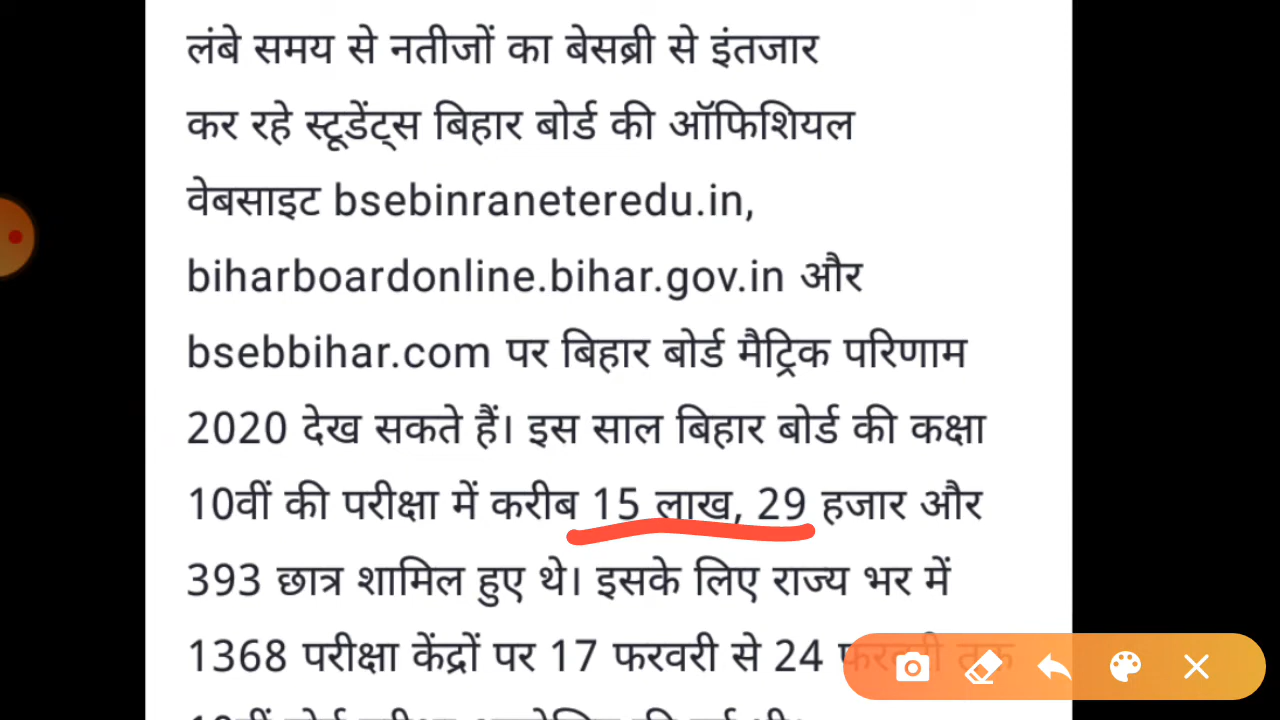 लंबे समय से नतीजों का बेसब्री से इंतजार
कर रहे स्टूडेंट्स बिहार बोर्ड की ऑफिशियल
वेबसाइट bsebinraneteredu.in,
biharboardonline.bihar.gov.in और
bsebbihar.com पर बिहार बोर्ड मैट्रिक परिणाम
2020 देख सकते हैं। इस साल बिहार बोर्ड की कक्षा
10वीं की परीक्षा में करीब 15 लाख, 29 हजार और
393 छात्र शामिल हुए थे। इसके लिए राज्य भर में
1368 परीक्षा केंद्रों पर 17 फरवरी से 24 फरवरी तक